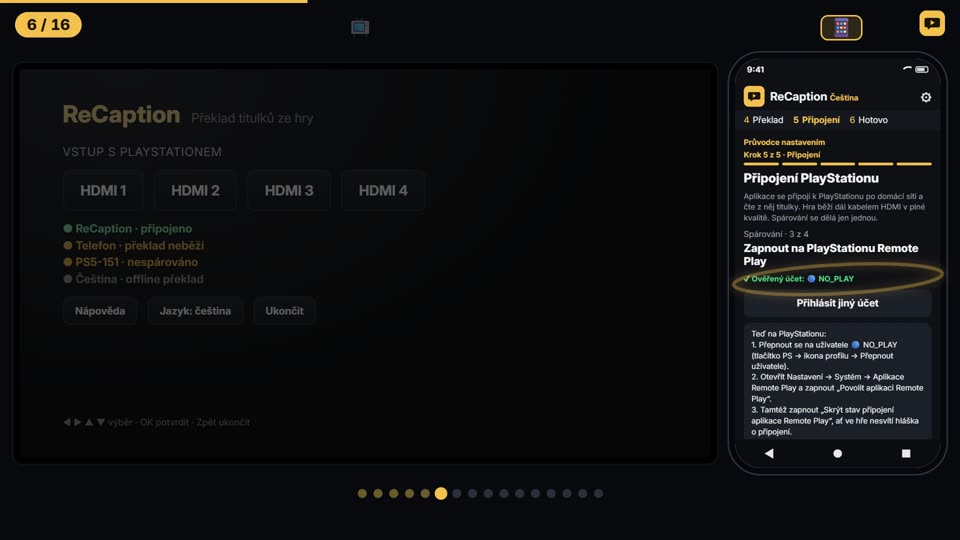 6 / 16
ReCaption Překlad titulků ze hry
VSTUP S PLAYSTATIONEM
HDMI 1 HDMI 2 HDMI 3 HDMI 4
ReCaption · připojeno
Telefon · překlad neběží
PS5-151 · nespárováno
Čeština · offline překlad
Nápověda Jazyk: čeština Ukončit
◀ ▶ ▲ ▼ výběr · OK potvrdit · Zpět ukončit
9:41
ReCaption Čeština
4 Překlad 5 Připojení 6 Hotovo
Průvodce nastavením
Krok 5 z 5 · Připojení
Připojení PlayStationu
Aplikace se připojí k PlayStationu po domácí síti a
čte z něj titulky. Hra běží dál kabelem HDMI v plné
kvalitě. Spárování se dělá jen jednou.
Spárování · 3 z 4
Zapnout na PlayStationu Remote
Play
✓ Ověřený účet: NO_PLAY
Přihlásit jiný účet
Teď na PlayStationu:
1. Přepnout se na uživatele NO_PLAY
(tlačítko PS → ikona profilu → Přepnout
uživatele).
2. Otevřít Nastavení → Systém → Aplikace
Remote Play a zapnout „Povolit aplikaci Remote
Play“.
3. Tamtéž zapnout „Skrýt stav připojení
aplikace Remote Play“, ať ve hře nesvítí hláška
o připojení.